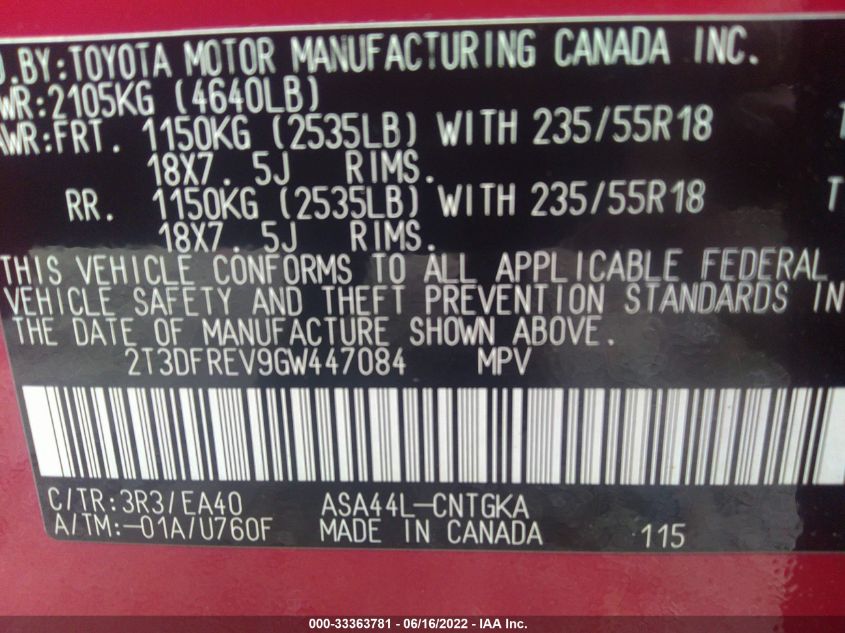 D.BY:TOYOTA MOTOR MANUFACTURING CANADA INC.
WR:2105KG (4640LB)
AWR:FRT. 1150KG (2535LB) WITH 235/55R18 T
18X7.5J RIMS.
RR. 1150KG (2535LB) WITH 235/55R18 T
18X7.5J RIMS.
THIS VEHICLE CONFORMS TO ALL APPLICABLE FEDERAL
VEHICLE SAFETY AND THEFT PREVENTION STANDARDS IN
THE DATE OF MANUFACTURE SHOWN ABOVE.
2T3DFREV9GW447084 MPV
C/TR:3R3/EA40 ASA44L-CNTGKA
A/TM:-01A/U760F MADE IN CANADA 115
000-33363781 - 06/16/2022 - IAA Inc.